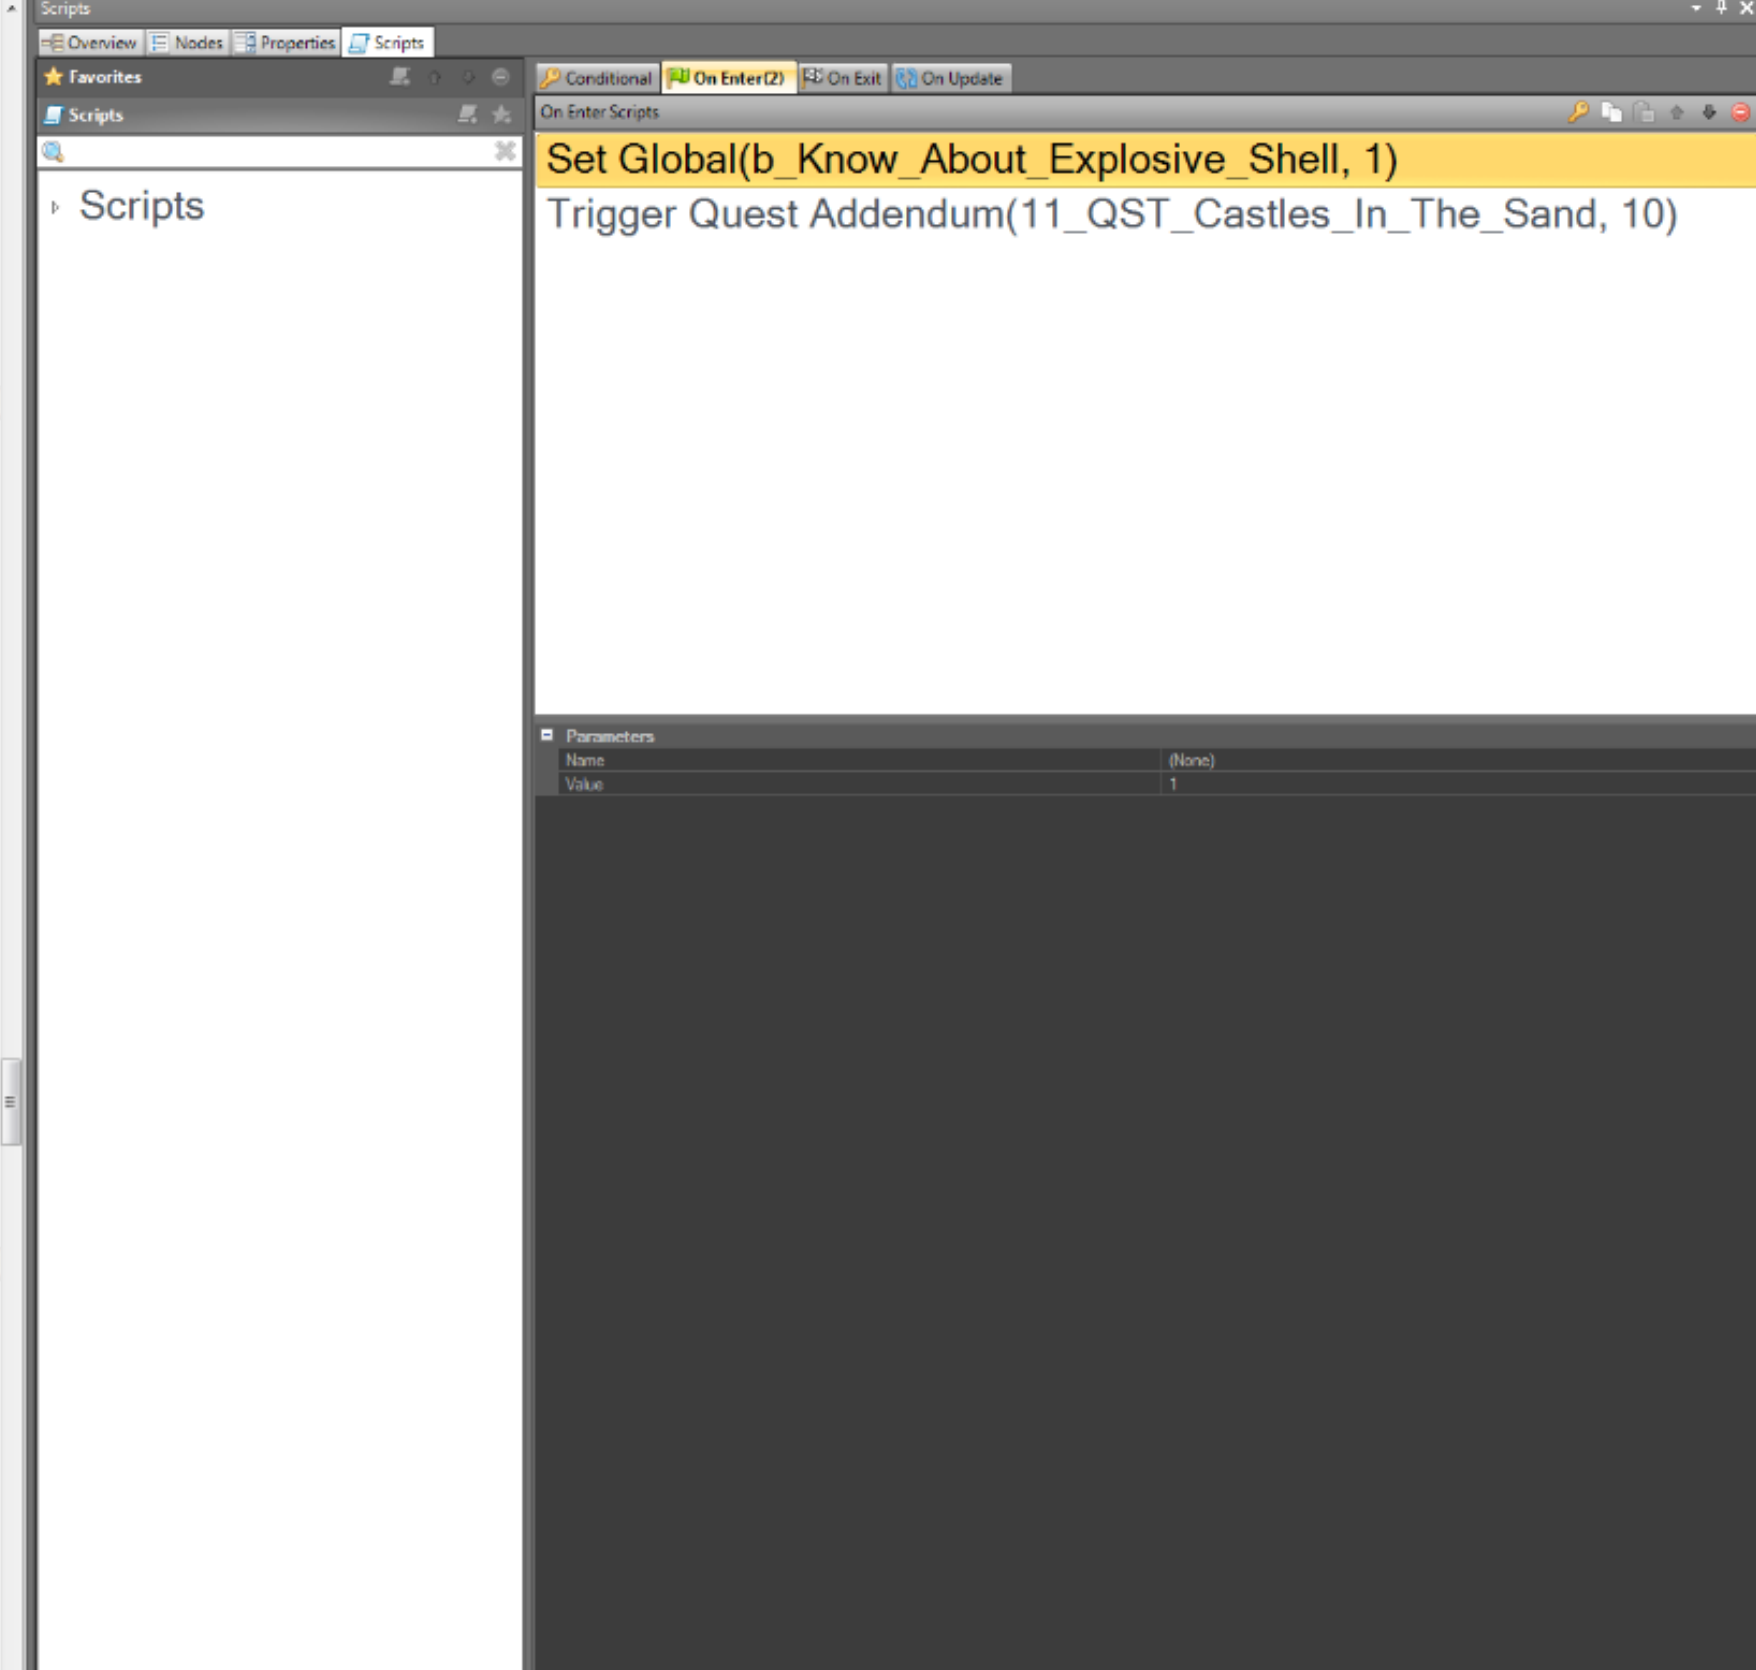 Scripts
Overview Nodes Properties Scripts
Favorites
Scripts
Scripts
Conditional On Enter(2) On Exit On Update
On Enter Scripts
Set Global(b_Know_About_Explosive_Shell, 1)
Trigger Quest Addendum(11_QST_Castles_In_The_Sand, 10)
Parameters
Name (None)
Value 1